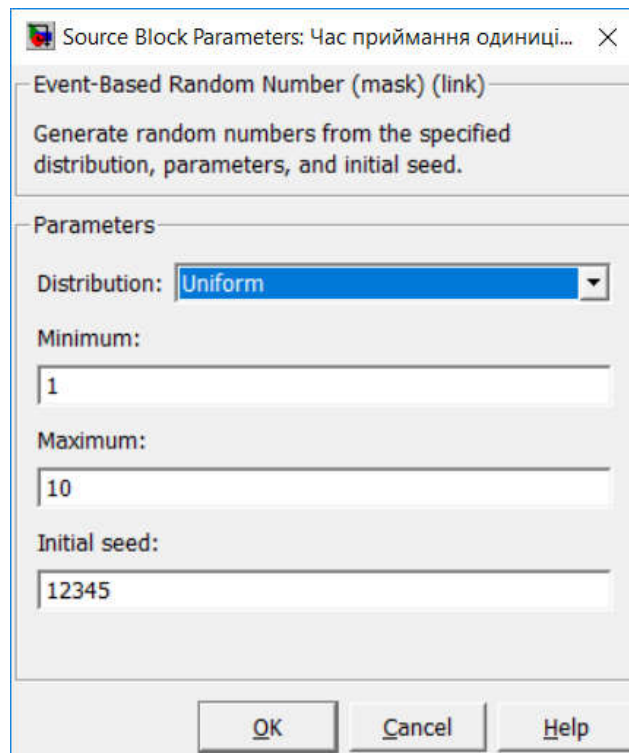 Source Block Parameters: Час приймання одиниці...
Event-Based Random Number (mask) (link)
Generate random numbers from the specified
distribution, parameters, and initial seed.
Parameters
Distribution: Uniform
Minimum:
1
Maximum:
10
Initial seed:
12345
OK Cancel Help